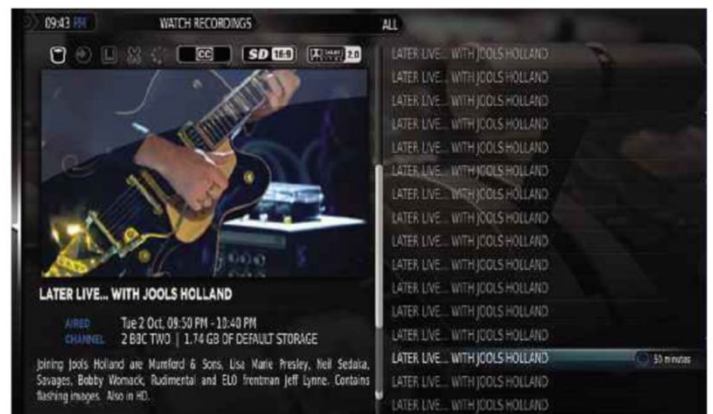 09:43 PM
WATCH RECORDINGS
ALL
CC
SD 16:9
2.0
LATER LIVE... WITH JOOLS HOLLAND
AIRED Tue 2 Oct, 09:50 PM - 10:40 PM
CHANNEL 2 BBC TWO | 1.74 GB OF DEFAULT STORAGE
Joining Jools Holland are Mumford & Sons, Lisa Marie Presley, Neil Sedaka,
Savages, Bobby Womack, Rudimental and ELO frontman Jeff Lynne. Contains
flashing images. Also in HD.
LATER LIVE... WITH JOOLS HOLLAND
LATER LIVE... WITH JOOLS HOLLAND
LATER LIVE... WITH JOOLS HOLLAND
LATER LIVE... WITH JOOLS HOLLAND
LATER LIVE... WITH JOOLS HOLLAND
LATER LIVE... WITH JOOLS HOLLAND
LATER LIVE... WITH JOOLS HOLLAND
LATER LIVE... WITH JOOLS HOLLAND
LATER LIVE... WITH JOOLS HOLLAND
LATER LIVE... WITH JOOLS HOLLAND
LATER LIVE... WITH JOOLS HOLLAND
LATER LIVE... WITH JOOLS HOLLAND
LATER LIVE... WITH JOOLS HOLLAND
LATER LIVE... WITH JOOLS HOLLAND 50 minutes
LATER LIVE... WITH JOOLS HOLLAND
LATER LIVE... WITH JOOLS HOLLAND